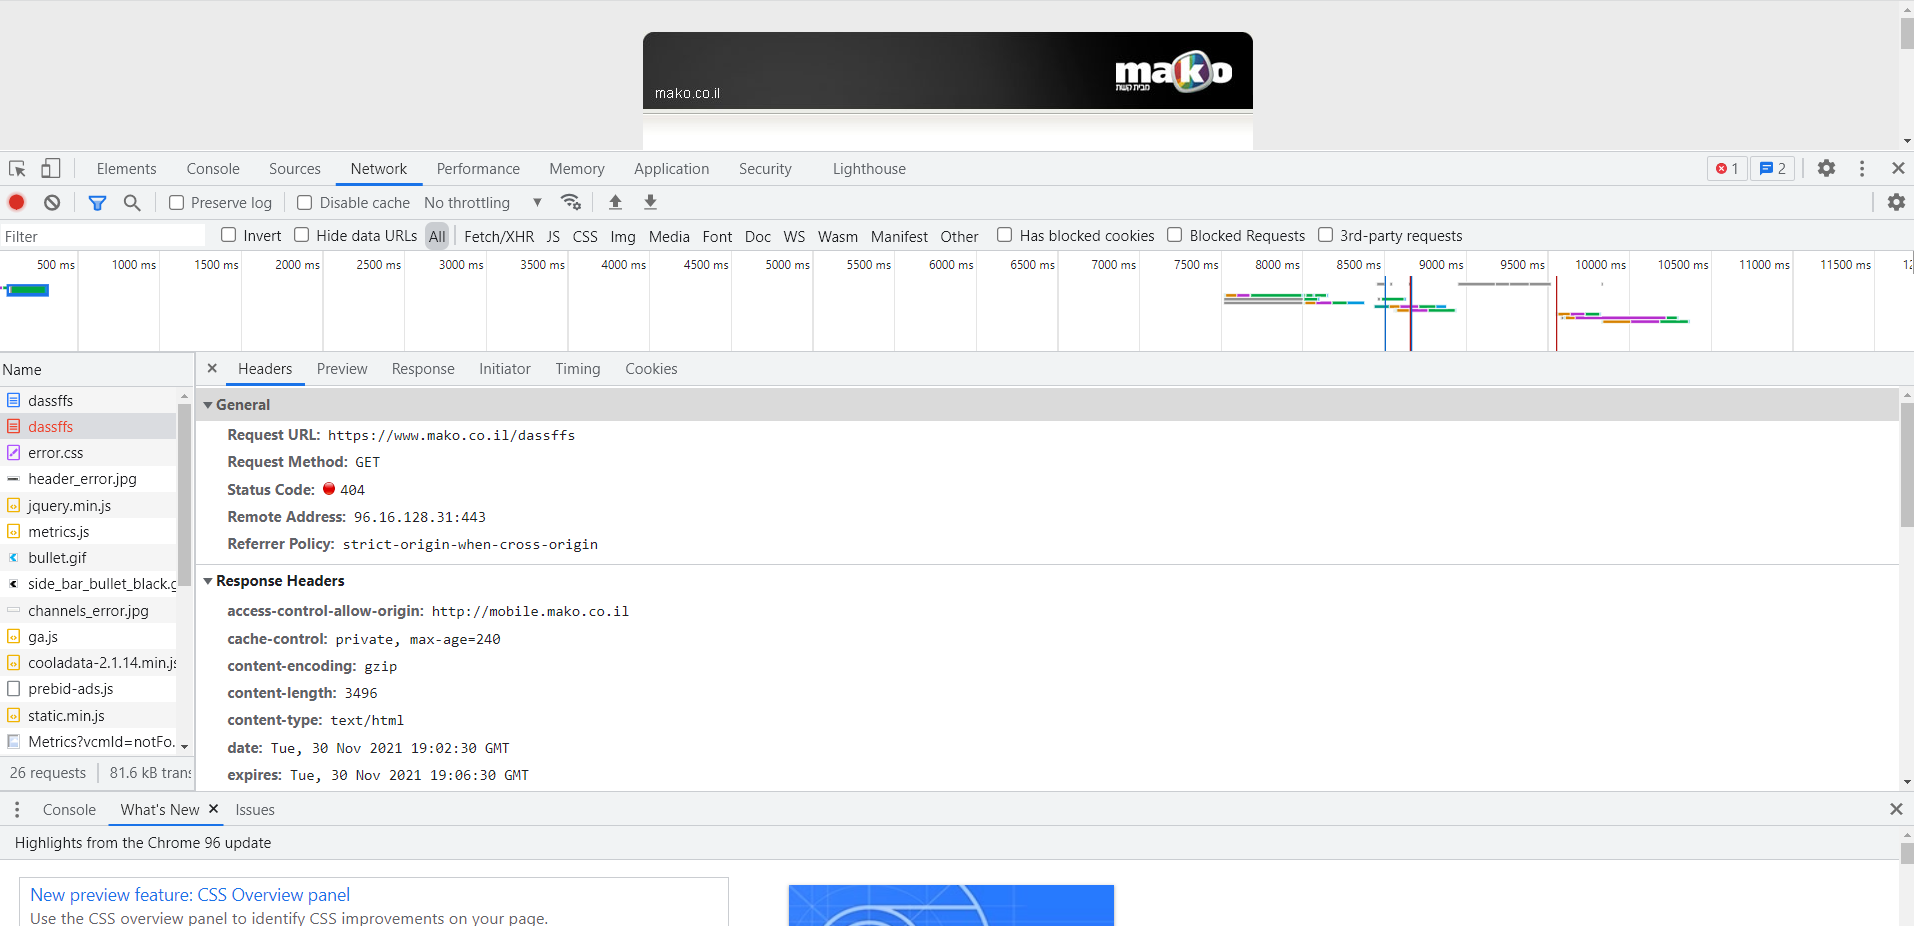 mako
מבית קשת
mako.co.il
Elements Console Sources Network Performance Memory Application Security Lighthouse 1 2
Preserve log Disable cache No throttling
Filter Invert Hide data URLs All Fetch/XHR JS CSS Img Media Font Doc WS Wasm Manifest Other Has blocked cookies Blocked Requests 3rd-party requests
500 ms 1000 ms 1500 ms 2000 ms 2500 ms 3000 ms 3500 ms 4000 ms 4500 ms 5000 ms 5500 ms 6000 ms 6500 ms 7000 ms 7500 ms 8000 ms 8500 ms 9000 ms 9500 ms 10000 ms 10500 ms 11000 ms 11500 ms
Name
dassffs
dassffs
error.css
header_error.jpg
jquery.min.js
metrics.js
bullet.gif
side_bar_bullet_black.g
channels_error.jpg
ga.js
cooladata-2.1.14.min.js
prebid-ads.js
static.min.js
Metrics?vcmId=notFo.
26 requests 81.6 kB trans
Headers Preview Response Initiator Timing Cookies
General
Request URL: https://www.mako.co.il/dassffs
Request Method: GET
Status Code: 404
Remote Address: 96.16.128.31:443
Referrer Policy: strict-origin-when-cross-origin
Response Headers
access-control-allow-origin: http://mobile.mako.co.il
cache-control: private, max-age=240
content-encoding: gzip
content-length: 3496
content-type: text/html
date: Tue, 30 Nov 2021 19:02:30 GMT
expires: Tue, 30 Nov 2021 19:06:30 GMT
Console What's New Issues
Highlights from the Chrome 96 update
New preview feature: CSS Overview panel
Use the CSS overview panel to identify CSS improvements on your page.